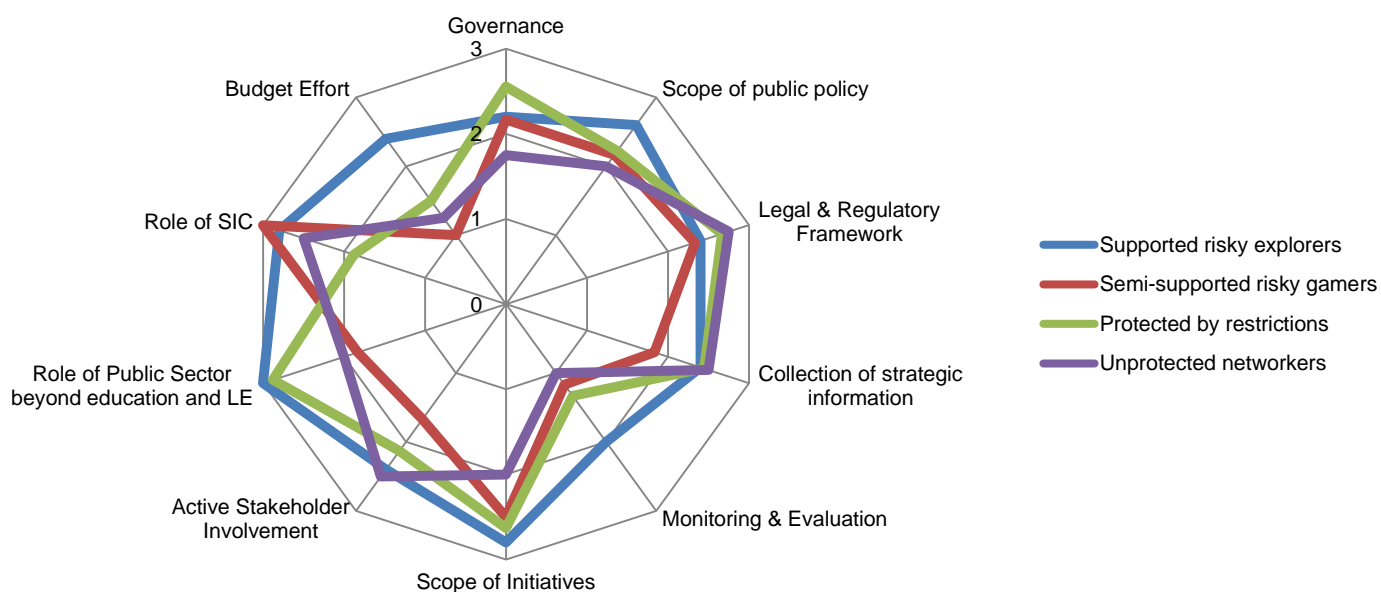 Governance
3
Budget Effort
Scope of public policy
2
Role of SIC
Legal & Regulatory
Framework
1
Supported risky explorers
Semi-supported risky gamers
0
Protected by restrictions
Unprotected networkers
Role of Public Sector
beyond education and LE
Collection of strategic
information
Active Stakeholder
Involvement
Monitoring & Evaluation
Scope of Initiatives